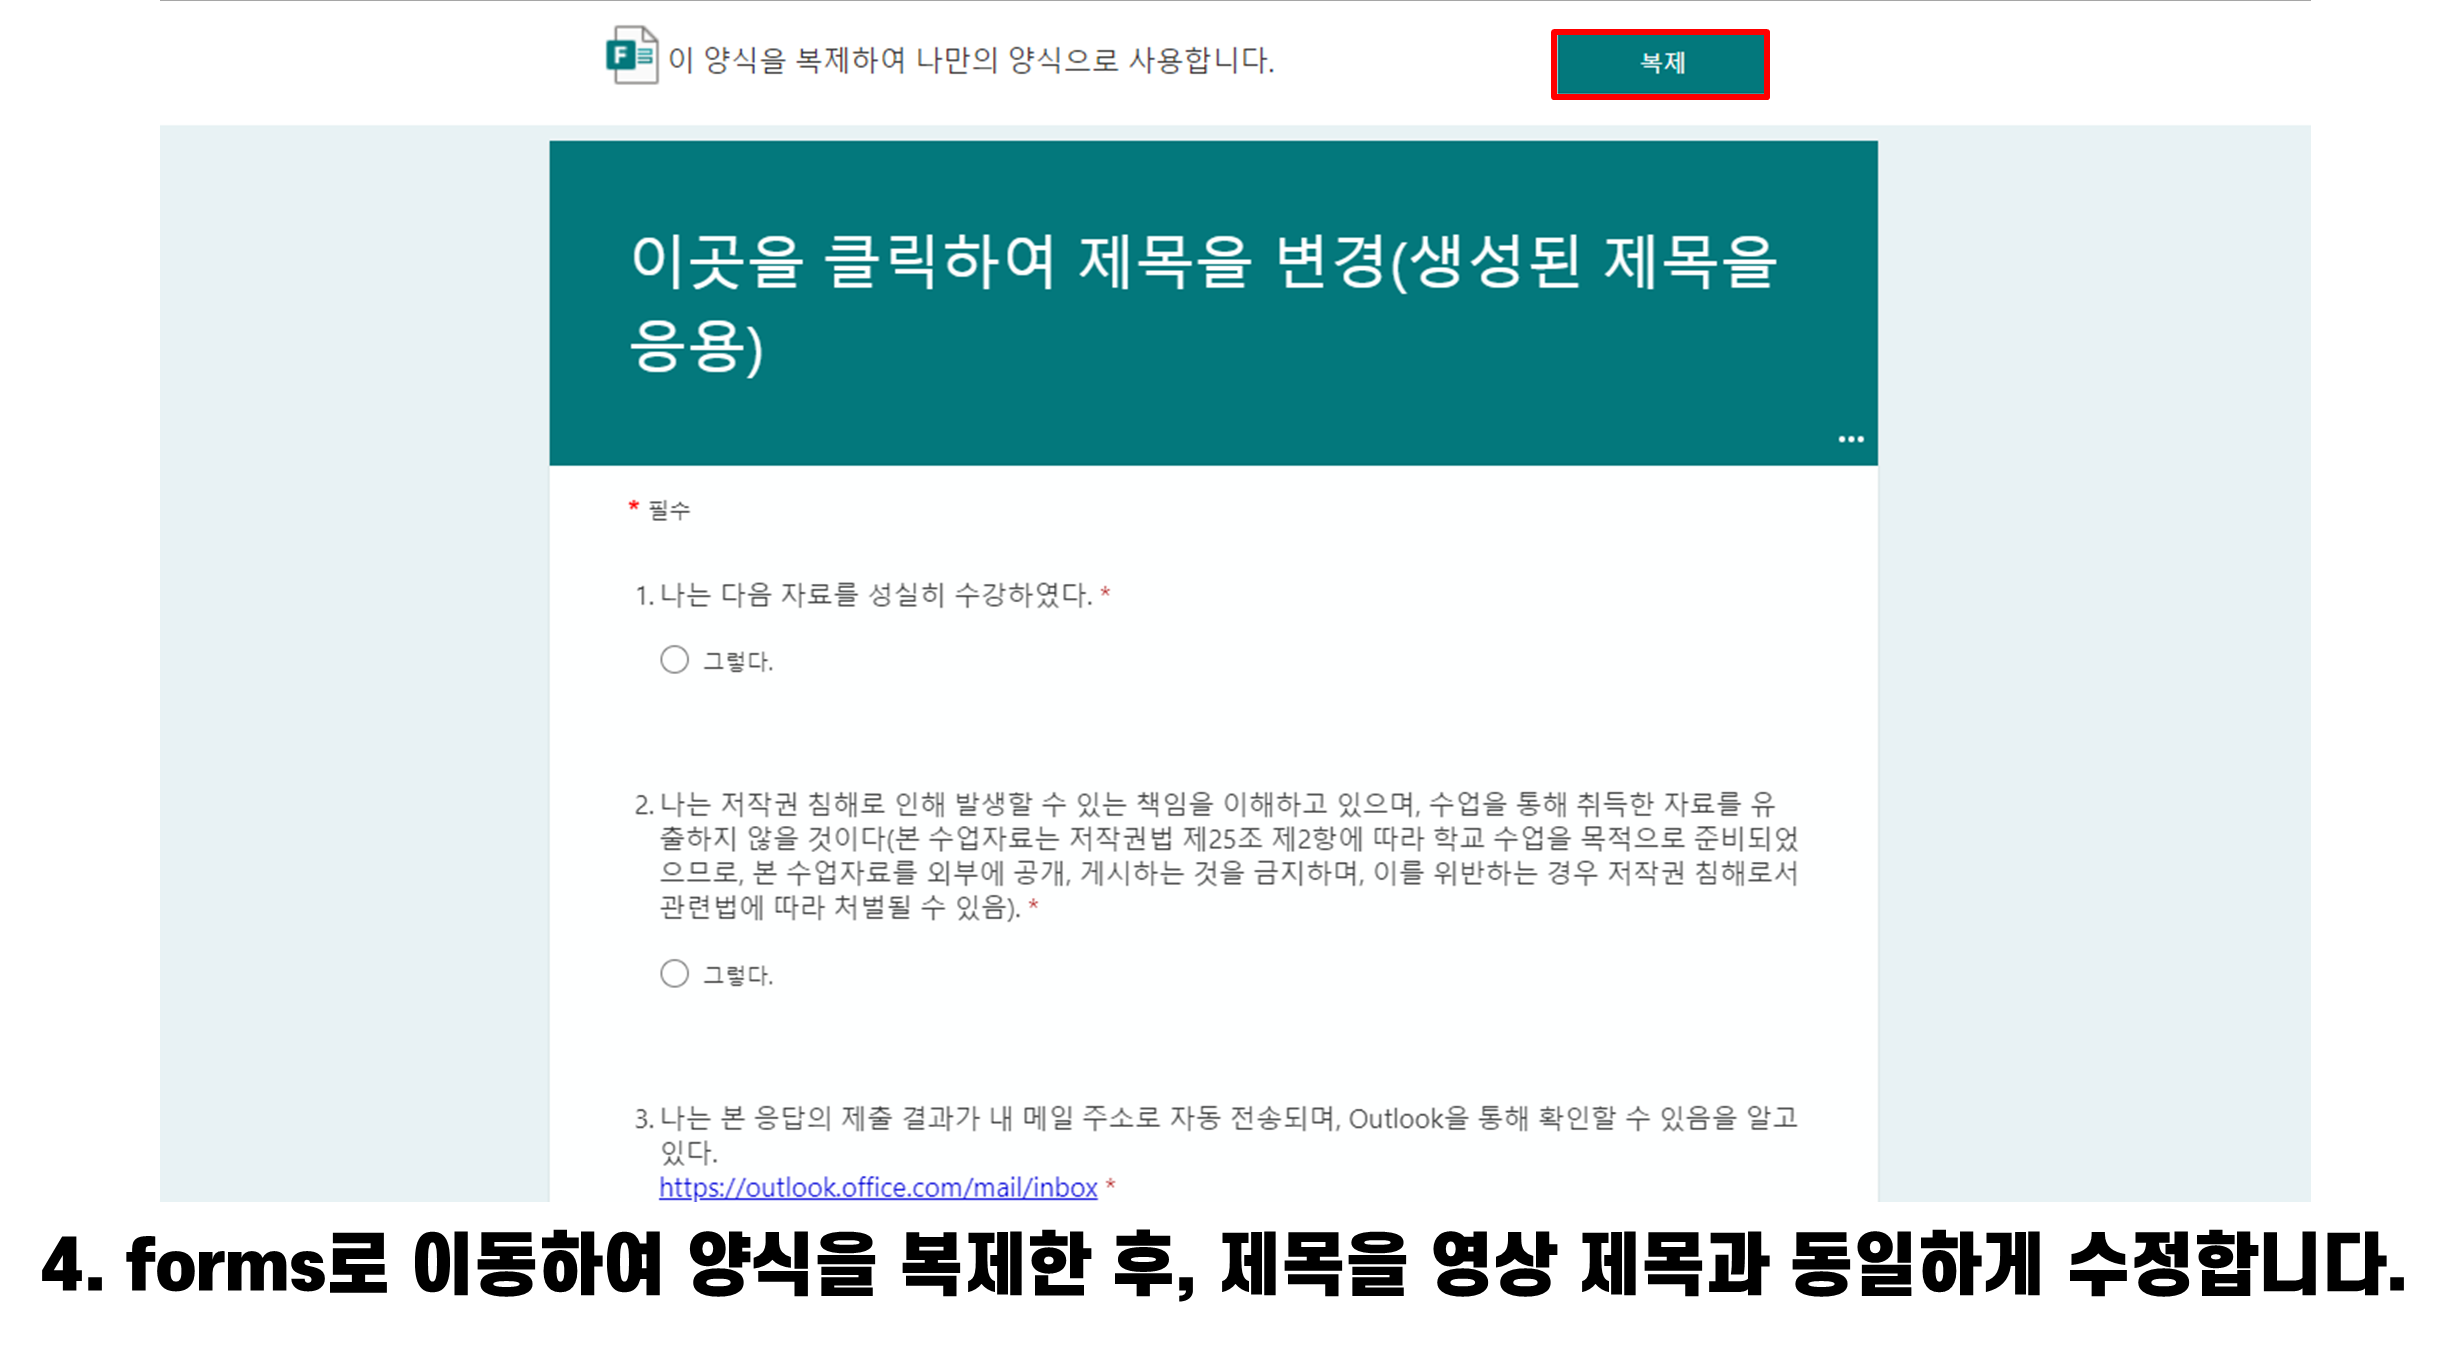 이 양식을 복제하여 나만의 양식으로 사용합니다.
복제
이곳을 클릭하여 제목을 변경(생성된 제목을
응용)
* 필수
1. 나는 다음 자료를 성실히 수강하였다. *
그렇다.
2. 나는 저작권 침해로 인해 발생할 수 있는 책임을 이해하고 있으며, 수업을 통해 취득한 자료를 유
출하지 않을 것이다(본 수업자료는 저작권법 제25조 제2항에 따라 학교 수업을 목적으로 준비되었
으므로, 본 수업자료를 외부에 공개, 게시하는 것을 금지하며, 이를 위반하는 경우 저작권 침해로서
관련법에 따라 처벌될 수 있음). *
그렇다.
3. 나는 본 응답의 제출 결과가 내 메일 주소로 자동 전송되며, Outlook을 통해 확인할 수 있음을 알고
있다.
https://outlook.office.com/mail/inbox *
4. forms로 이동하여 양식을 복제한 후, 제목을 영상 제목과 동일하게 수정합니다.